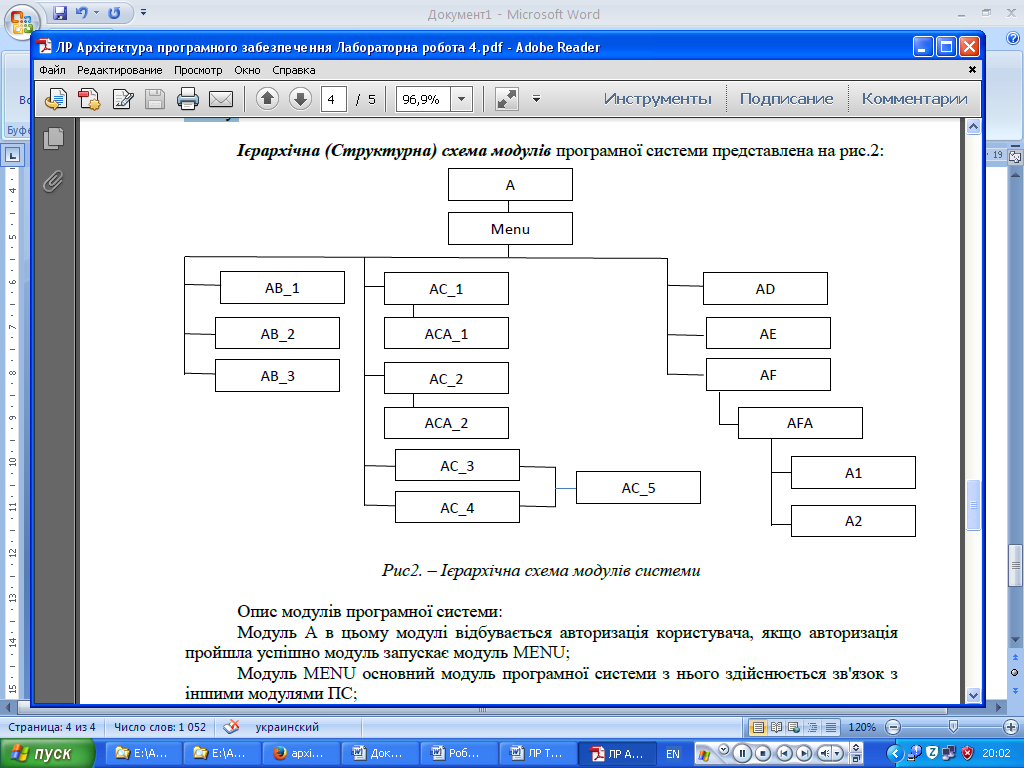 Документ1 - Microsoft Word
ЛР Архітектура програмного забезпечення Лабораторна робота 4.pdf - Adobe Reader
Файл Редактирование Просмотр Окно Справка
4 / 5 96,9% Инструменты Подписание Комментарии
Ієрархічна (Структурна) схема модулів програмної системи представлена на рис.2:
A
Menu
AB_1 AC_1 AD
AB_2 ACA_1 AE
AB_3 AC_2 AF
ACA_2 AFA
AC_3 A1
AC_5
AC_4 A2
Рис2. – Ієрархічна схема модулів системи
Опис модулів програмної системи:
Модуль А в цьому модулі відбувається авторизація користувача, якщо авторизація
пройшла успішно модуль запускає модуль MENU;
Модуль MENU основний модуль програмної системи з нього здійснюється зв'язок з
іншими модулями ПС;
Страница: 4 из 4 Число слов: 1 052 украинский 120%
пуск E:\A... E:\A... архі... Док... Роб... ЛР Т... ЛР А... EN 20:02